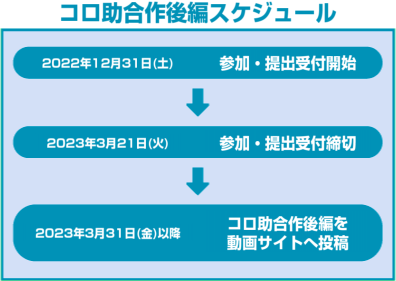 コロ助合作後編スケジュール
2022年12月31日(土) 参加・提出受付開始
2023年3月21日(火) 参加・提出受付締切
2023年3月31日(金)以降 コロ助合作後編を
動画サイトへ投稿